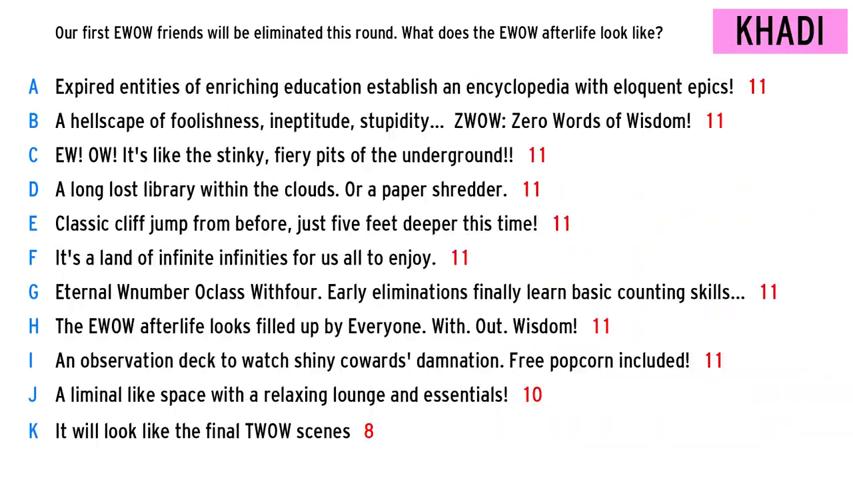 Our first EWOW friends will be eliminated this round. What does the EWOW afterlife look like?
KHADI
A Expired entities of enriching education establish an encyclopedia with eloquent epics! 11
B A hellscape of foolishness, ineptitude, stupidity... ZWOW: Zero Words of Wisdom! 11
C EW! OW! It's like the stinky, fiery pits of the underground!! 11
D A long lost library within the clouds. Or a paper shredder. 11
E Classic cliff jump from before, just five feet deeper this time! 11
F It's a land of infinite infinities for us all to enjoy. 11
G Eternal Wnumber Oclass Withfour. Early eliminations finally learn basic counting skills... 11
H The EWOW afterlife looks filled up by Everyone. With. Out. Wisdom! 11
I An observation deck to watch shiny cowards' damnation. Free popcorn included! 11
J A liminal like space with a relaxing lounge and essentials! 10
K It will look like the final TWOW scenes 8